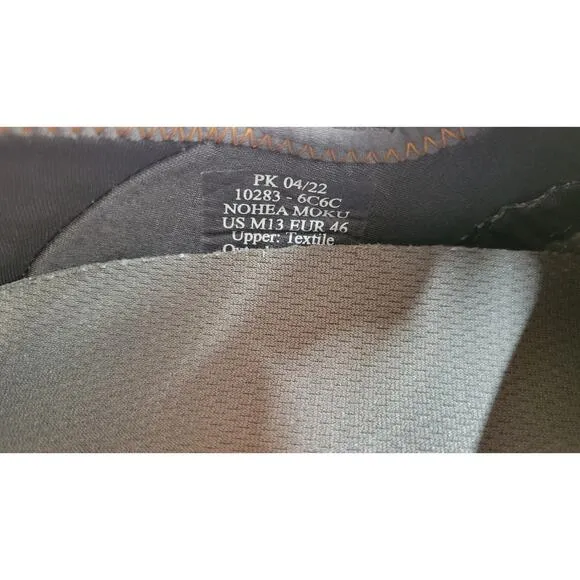 PK 04/22
10283 - 6C6C
NOHEA MOKU
US M13 EUR 46
Upper: Textile